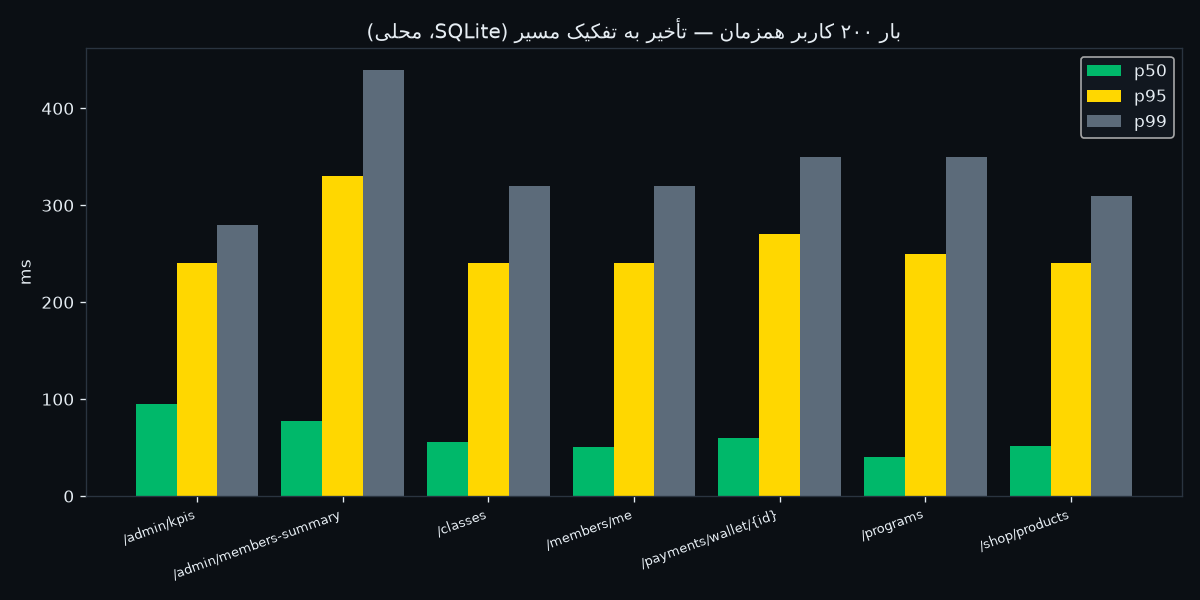 بار ۲۰۰ کاربر همزمان — تأخیر به تفکیک مسیر (SQLite، محلی)
p50
p95
p99
ms
400
300
200
100
0
/admin/kpis
/admin/members-summary
/classes
/members/me
/payments/wallet/{id}
/programs
/shop/products